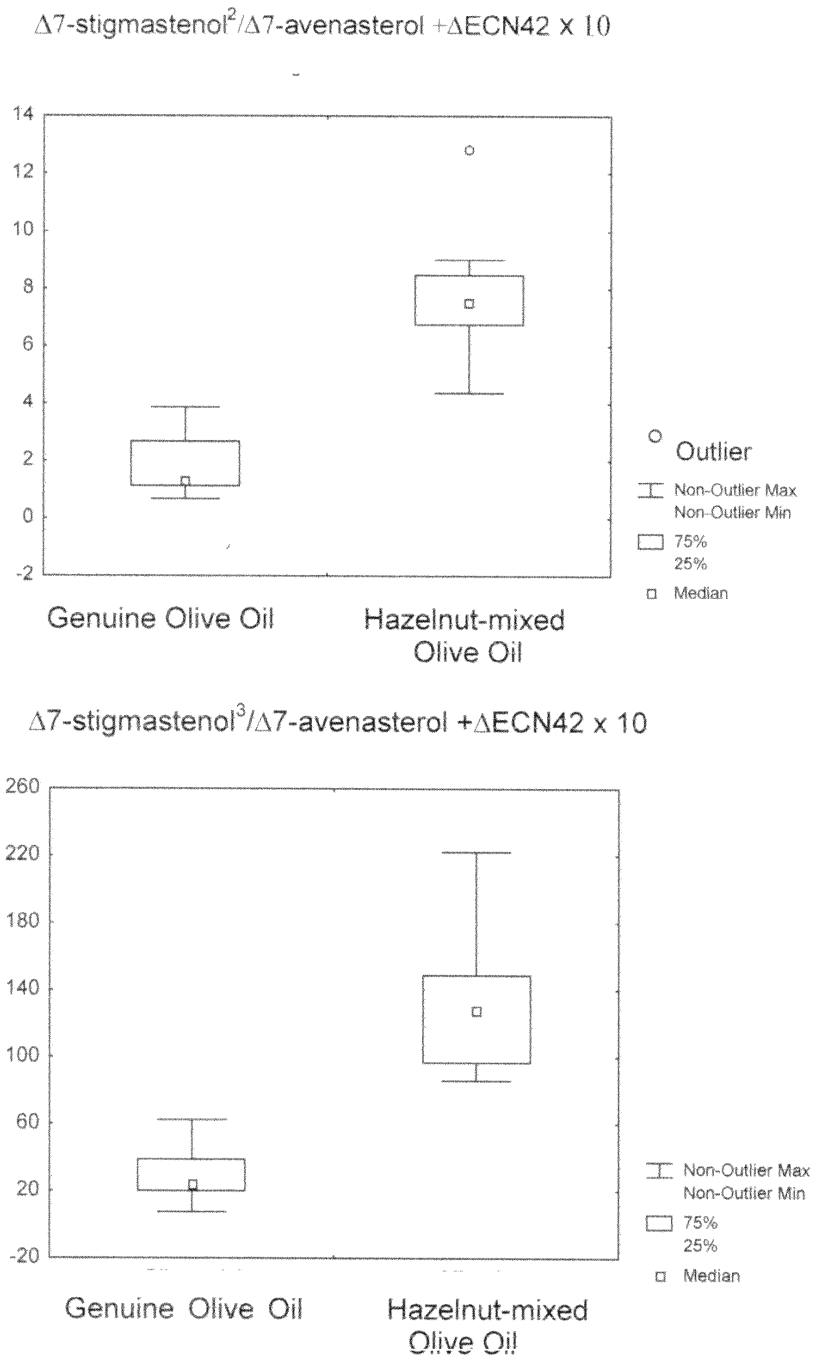 Δ7-stigmastenol²/Δ7-avenasterol +ΔECN42 x 10
14
12
10
8
6
4
2
0
-2
Genuine Olive Oil
Hazelnut-mixed
Olive Oil
Outlier
Non-Outlier Max
Non-Outlier Min
75%
25%
Median
Δ7-stigmastenol³/Δ7-avenasterol +ΔECN42 x 10
260
220
180
140
100
60
20
-20
Genuine Olive Oil
Hazelnut-mixed
Olive Oil
Non-Outlier Max
Non-Outlier Min
75%
25%
Median